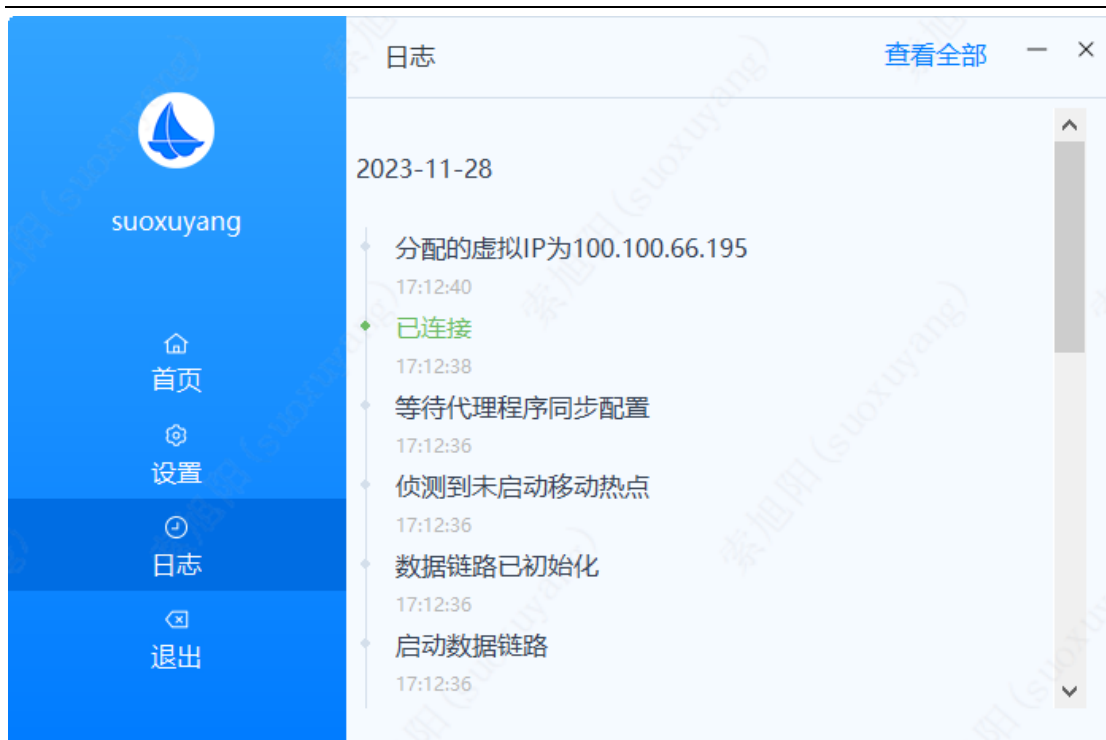 日志
查看全部
suoxuyang
首页
设置
日志
退出
2023-11-28
分配的虚拟IP为100.100.66.195
17:12:40
已连接
17:12:38
等待代理程序同步配置
17:12:36
侦测到未启动移动热点
17:12:36
数据链路已初始化
17:12:36
启动数据链路
17:12:36
索旭阳(suoxuyang)